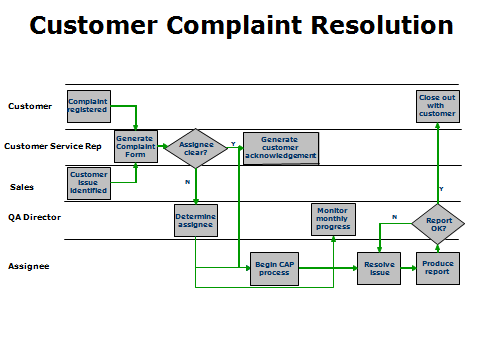 Customer Complaint Resolution
Customer
Complaint
registered
Close out
with
customer
Customer Service Rep
Generate
Complaint
Form
Assignee
clear?
Y
Generate
customer
acknowledgement
Sales
Customer
Issue
identified
N
Y
QA Director
Determine
assignee
Monitor
monthly
progress
N
Report
OK?
Assignee
Begin CAP
process
Resolve
Issue
Produce
report